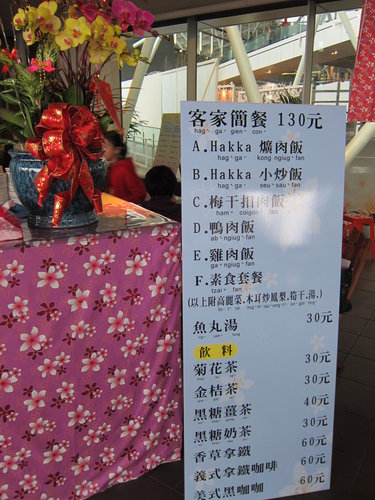 客家簡餐 130元
hag ga gien con
A.Hakka 爌肉飯
hag ga kong ngiug fan
B.Hakka 小炒飯
hag ga seu sau fan
C.梅干扣肉飯
D.鴨肉飯
ab ngiug fan
E.雞肉飯
ga ngiug fan
F.素食套餐
(以上附高麗菜.木耳炒鳳梨.筍干.湯.)
魚丸湯 30元
飲料
菊花茶 30元
金桔茶 30元
黑糖薑茶 40元
黑糖奶茶 30元
香草拿鐵 60元
義式拿鐵咖啡 60元
義式黑咖啡 60元